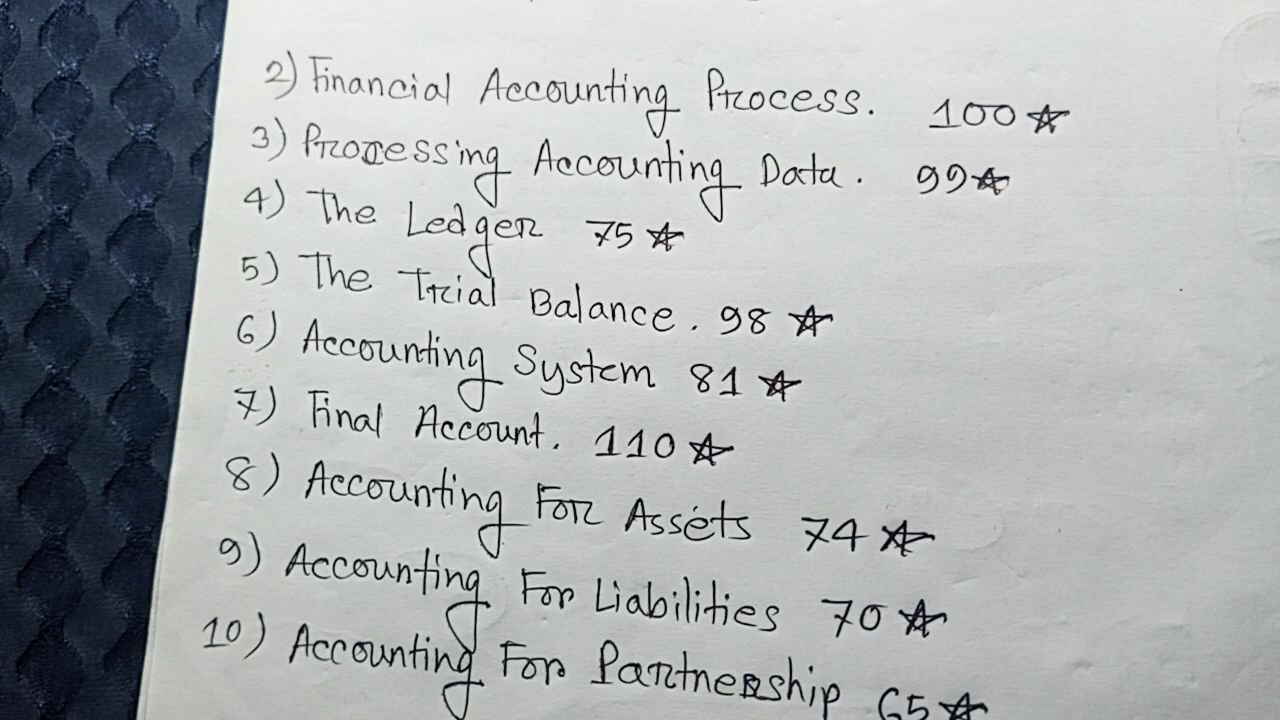 2) Financial Accounting Process. 100☆
3) Processing Accounting Data. 99☆
4) The Ledger 75☆
5) The Trial Balance. 98☆
6) Accounting System 81☆
7) Final Account. 110☆
8) Accounting For Assets 74☆
9) Accounting For Liabilities 70☆
10) Accounting For Partnership 65☆